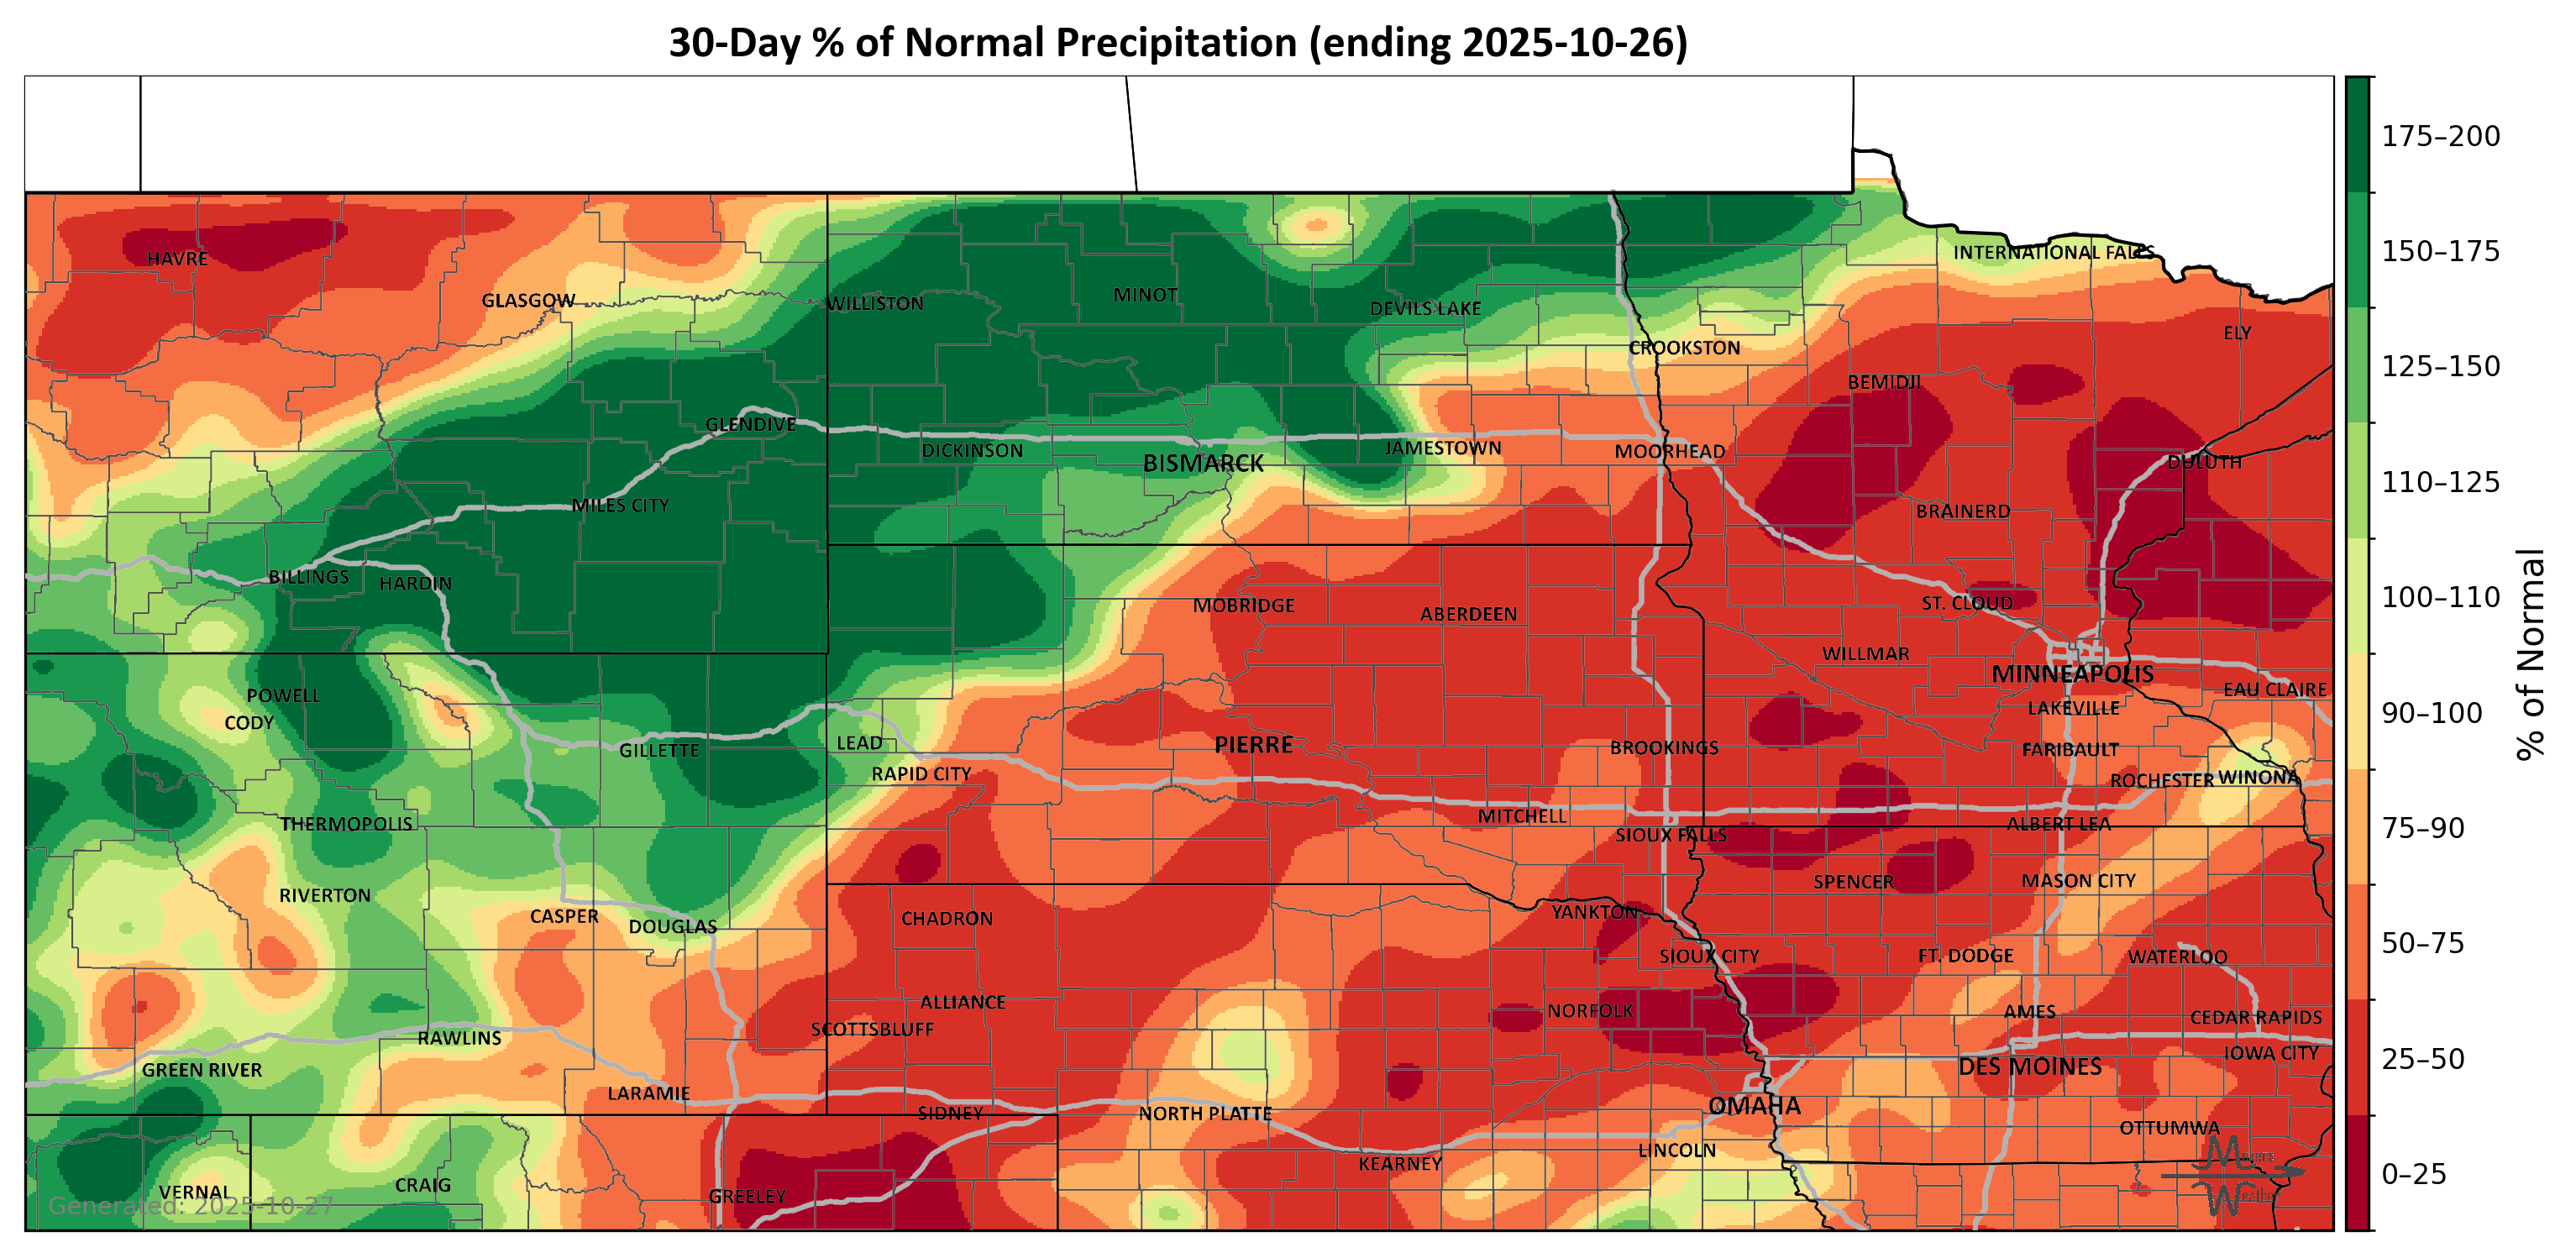 30-Day % of Normal Precipitation (ending 2025-10-26)
175–200
150–175
125–150
110–125
100–110
90–100
75–90
50–75
25–50
0–25
% of Normal
INTERNATIONAL FALLS
HAVRE
GLASGOW
WILLISTON
MINOT
DEVILS LAKE
ELY
CROOKSTON
BEMIDJI
GLENDIVE
DICKINSON
BISMARCK
JAMESTOWN
MOORHEAD
DULUTH
MILES CITY
BRAINERD
BILLINGS
HARDIN
MOBRIDGE
ABERDEEN
ST. CLOUD
WILLMAR
MINNEAPOLIS
EAU CLAIRE
POWELL
CODY
LAKEVILLE
GILLETTE
LEAD
PIERRE
BROOKINGS
FARIBAULT
RAPID CITY
ROCHESTER
WINONA
THERMOPOLIS
MITCHELL
SIOUX FALLS
ALBERT LEA
RIVERTON
SPENCER
MASON CITY
CASPER
DOUGLAS
CHADRON
YANKTON
SIOUX CITY
FT. DODGE
WATERLOO
ALLIANCE
NORFOLK
AMES
CEDAR RAPIDS
RAWLINS
SCOTTSBLUFF
IOWA CITY
GREEN RIVER
DES MOINES
LARAMIE
SIDNEY
NORTH PLATTE
OMAHA
OTTUMWA
LINCOLN
KEARNEY
VERNAL
CRAIG
GREELEY
Generated: 2025-10-27